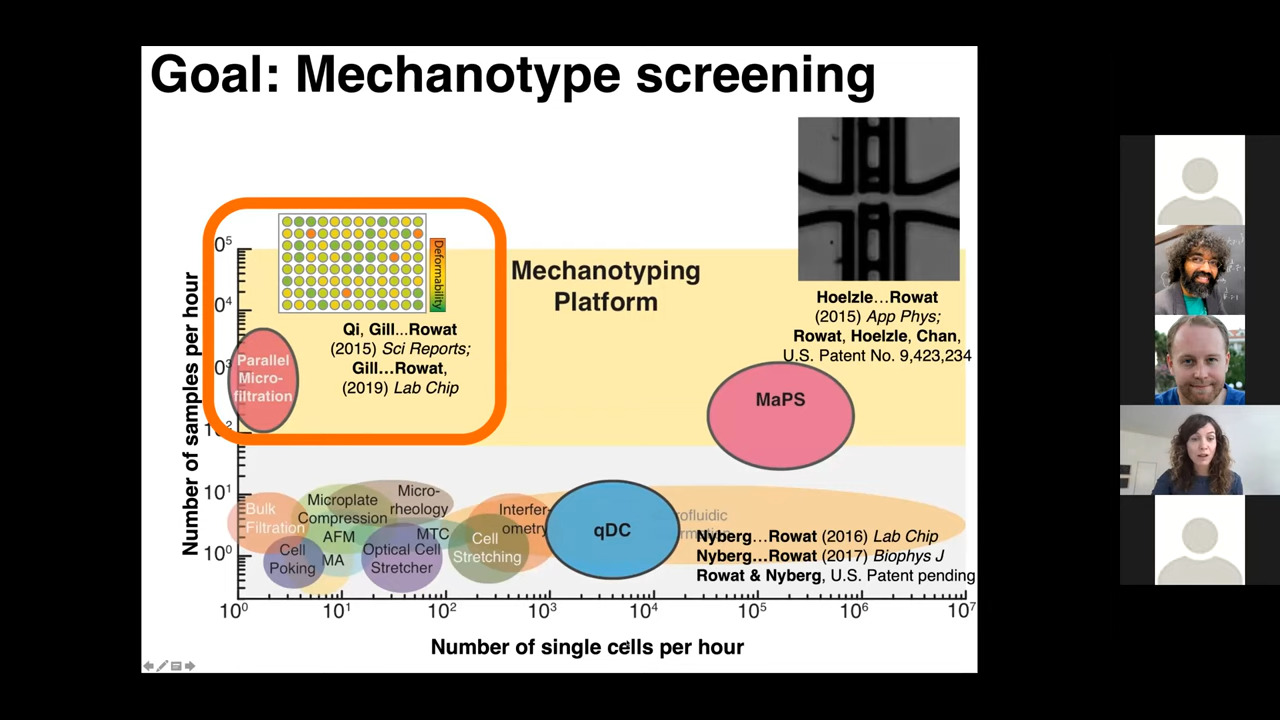 Goal: Mechanotype screening
Deformability
Mechanotyping
Platform
Qi, Gill...Rowat
(2015) Sci Reports;
Gill...Rowat,
(2019) Lab Chip
Hoelzle...Rowat
(2015) App Phys;
Rowat, Hoelzle, Chan,
U.S. Patent No. 9,423,234
Parallel
Micro-
filtration
MaPS
Number of samples per hour
0⁵
0⁴
0³
10²
10¹
10⁰
Bulk
Filtration
Microplate
Compression
Micro-
rheology
AFM
MTC
Cell
Poking
MA
Optical Cell
Stretcher
Cell
Stretching
Interfer-
ometry
qDC
Nyberg...Rowat (2016) Lab Chip
Nyberg...Rowat (2017) Biophys J
Rowat & Nyberg, U.S. Patent pending
10⁰ 10¹ 10² 10³ 10⁴ 10⁵ 10⁶ 10⁷
Number of single cells per hour